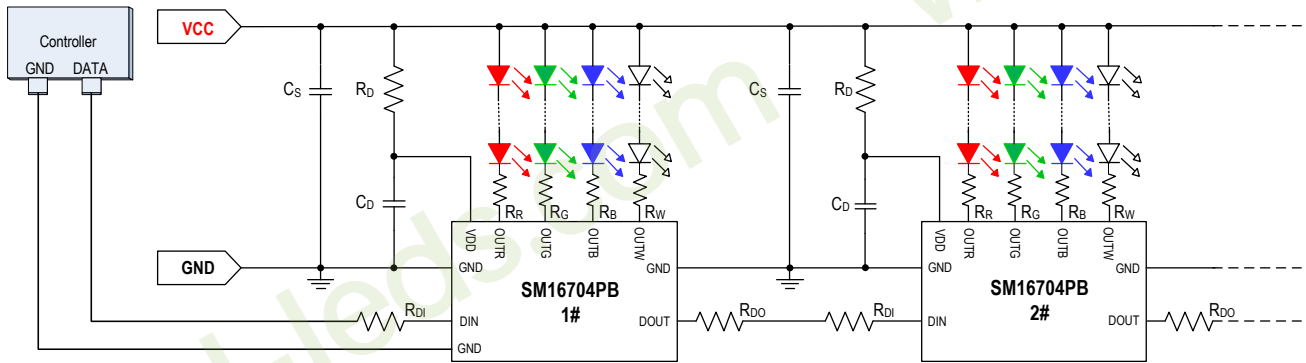 Controller
GND DATA
VCC
GND
CS
RD
CD
RR
RG
RB
RW
VDD
OUTR
OUTG
OUTB
OUTW
GND
GND
SM16704PB
1#
RDI
DIN
DOUT
GND
RDO
RDI
CS
RD
CD
RR
RG
RB
RW
VDD
OUTR
OUTG
OUTB
OUTW
GND
GND
SM16704PB
2#
DIN
DOUT
RDO